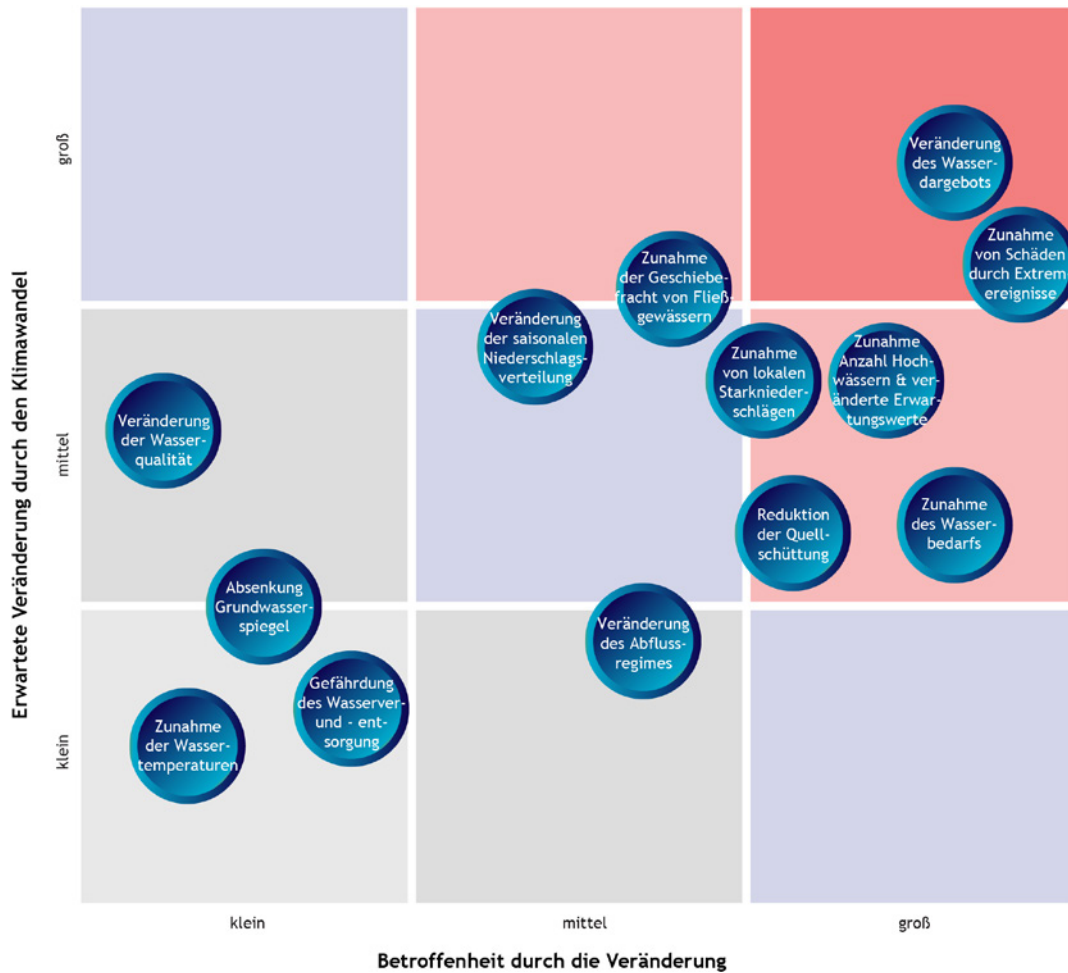 Erwartete Veränderung durch den Klimawandel
groß
mittel
klein
Veränderung
des Wasser-
dargebots
Zunahme
von Schäden
durch Extrem-
ereignisse
Zunahme
der Geschiebe-
fracht von Fließ-
gewässern
Veränderung
der saisonalen
Niederschlags-
verteilung
Zunahme
von lokalen
Starknieder-
schlägen
Zunahme
Anzahl Hoch-
wässern & ver-
änderte Erwar-
tungswerte
Veränderung
der Wasser-
qualität
Reduktion
der Quell-
schüttung
Zunahme
des Wasser-
bedarfs
Absenkung
Grundwasser-
spiegel
Veränderung
des Abfluss-
regimes
Gefährdung
des Wasserver-
und - ent-
sorgung
Zunahme
der Wasser-
temperaturen
klein
mittel
groß
Betroffenheit durch die Veränderung